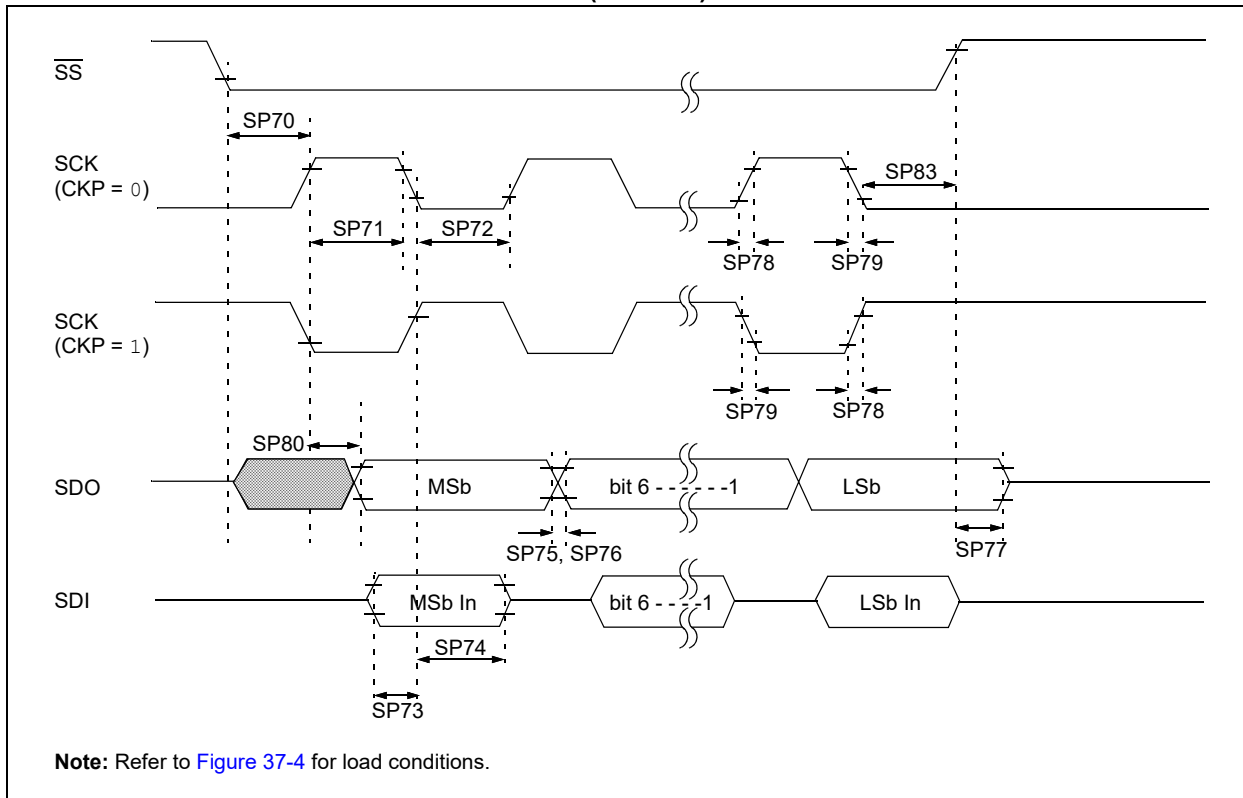 SS
SP70
SCK
(CKP = 0)
SP83
SP71
SP72
SP78
SP79
SCK
(CKP = 1)
SP79
SP78
SP80
SDO
MSb
bit 6 - - - - - -1
LSb
SP75, SP76
SP77
SDI
MSb In
bit 6 - - - -1
LSb In
SP74
SP73
Note: Refer to Figure 37-4 for load conditions.